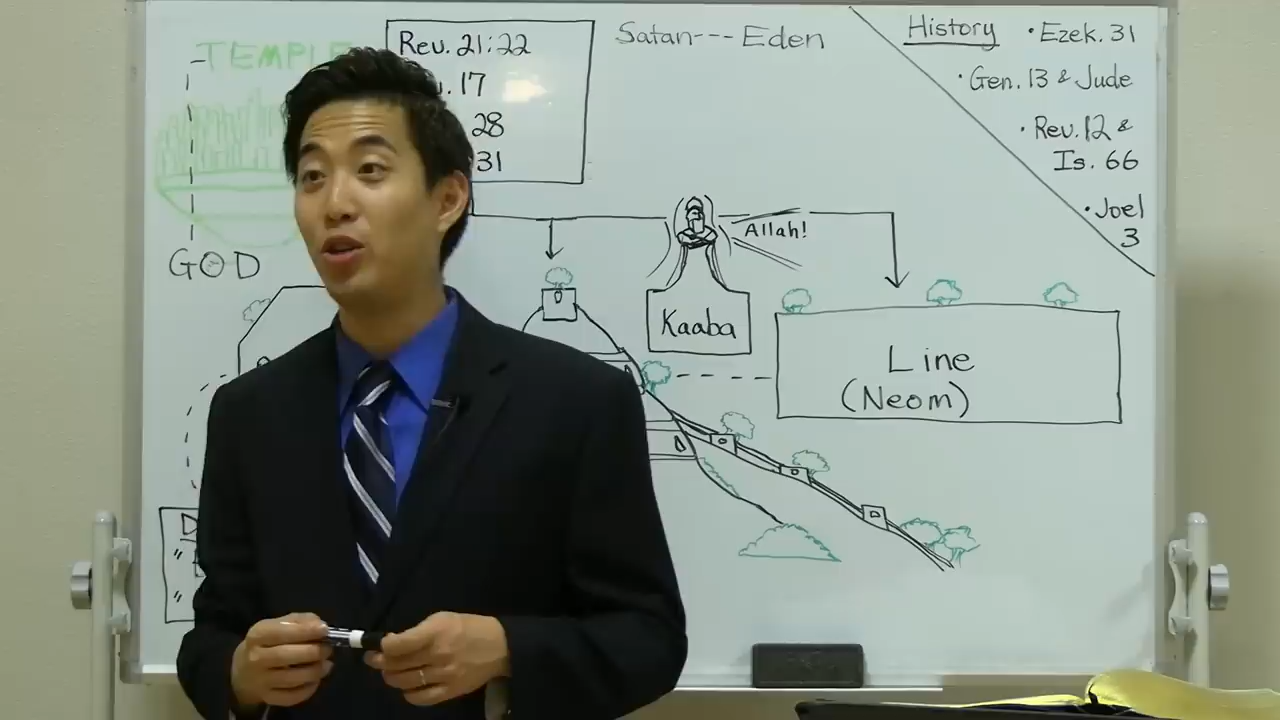 TEMPLE
Rev. 21:22
17
28
31
Satan---Eden
History
• Ezek. 31
• Gen. 13 & Jude
• Rev. 12 &
Is. 66
• Joel
3
GOD
Allah!
Kaaba
Line
(Neom)